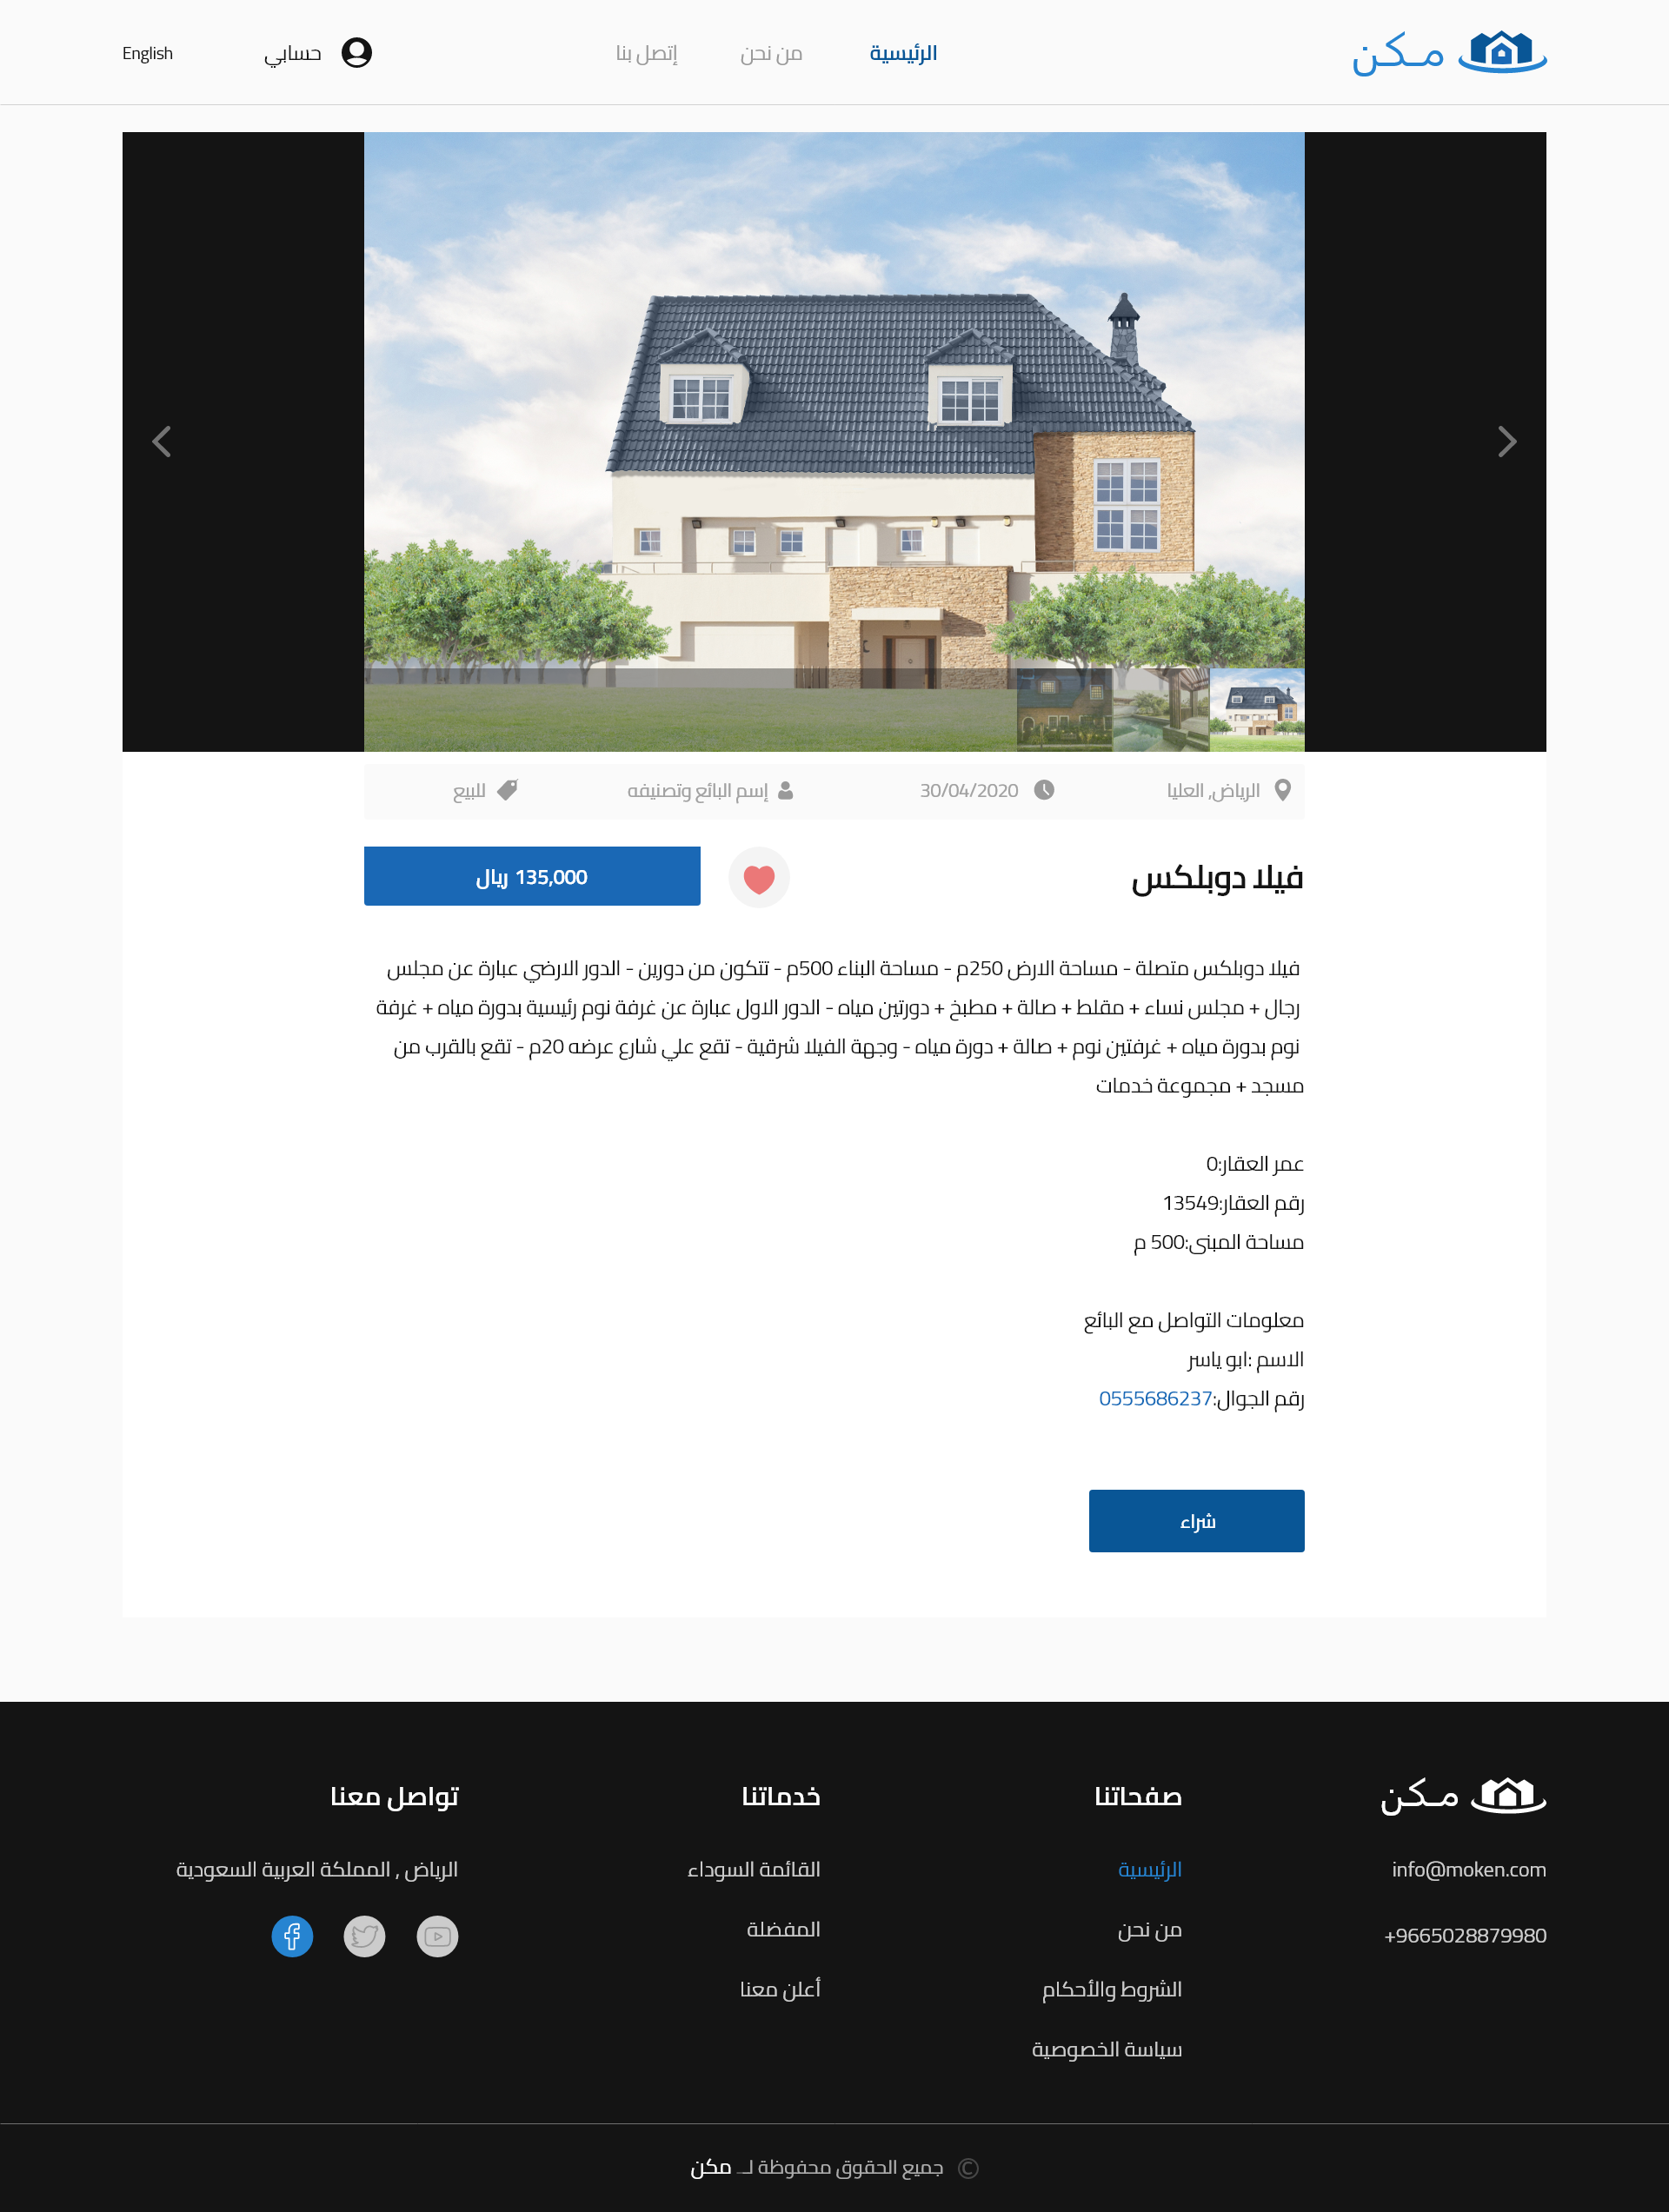 مكن
الرئيسية
من نحن
إتصل بنا
حسابي
English
الرياض, العليا
30/04/2020
إسم البائع وتصنيفه
للبيع
فيلا دوبلكس
135,000 ريال
فيلا دوبلكس متصلة - مساحة الارض 250م - مساحة البناء 500م - تتكون من دورين - الدور الارضي عبارة عن مجلس
رجال + مجلس نساء + مقلط + صالة + مطبخ + دورتين مياه - الدور الاول عبارة عن غرفة نوم رئيسية بدورة مياه + غرفة
نوم بدورة مياه + غرفتين نوم + صالة + دورة مياه - وجهة الفيلا شرقية - تقع علي شارع عرضه 20م - تقع بالقرب من
مسجد + مجموعة خدمات
عمر العقار:0
رقم العقار:13549
مساحة المبنى:500 م
معلومات التواصل مع البائع
الاسم :ابو ياسر
رقم الجوال:0555686237
شراء
مكن
info@moken.com
+9665028879980
صفحاتنا
الرئيسية
من نحن
الشروط والأحكام
سياسة الخصوصية
خدماتنا
القائمة السوداء
المفضلة
أعلن معنا
تواصل معنا
الرياض , المملكة العربية السعودية
© جميع الحقوق محفوظة لـ مكن